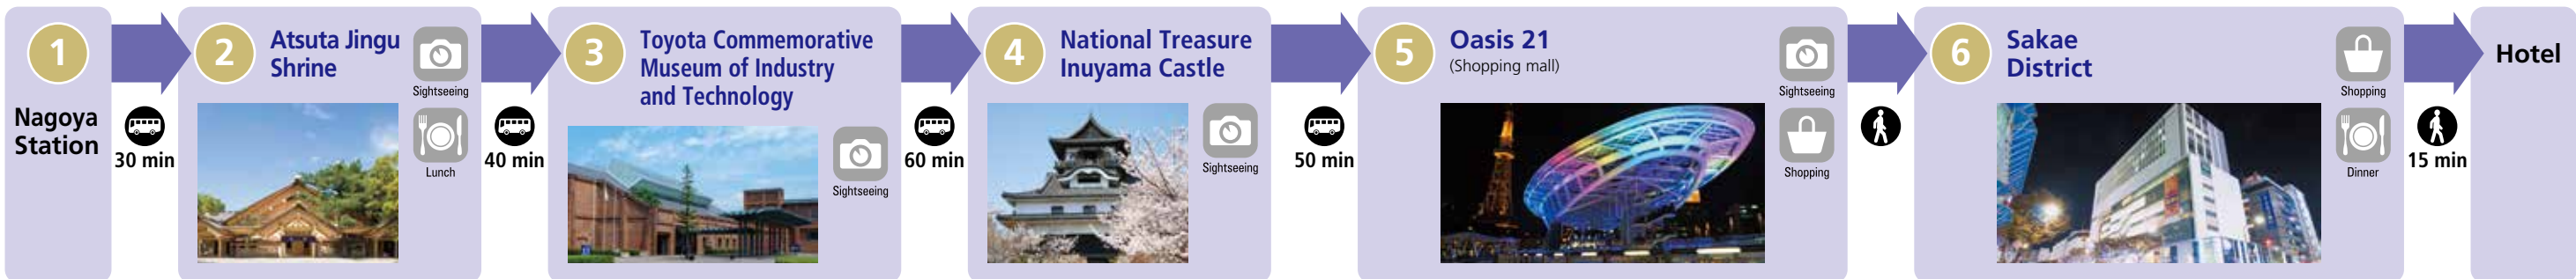 1
Nagoya
Station
30 min
2
Atsuta Jingu
Shrine
Sightseeing
Lunch
40 min
3
Toyota Commemorative
Museum of Industry
and Technology
Sightseeing
60 min
4
National Treasure
Inuyama Castle
Sightseeing
50 min
5
Oasis 21
(Shopping mall)
Sightseeing
Shopping
6
Sakae
District
Shopping
Dinner
15 min
Hotel